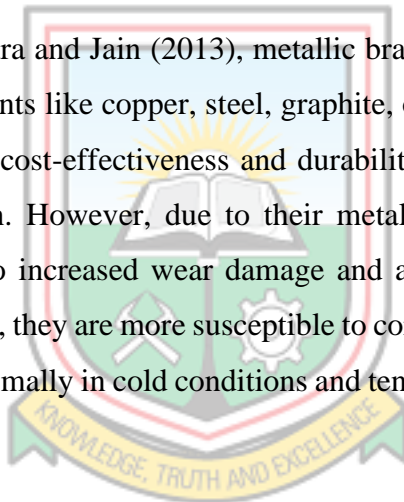 ra and Jain (2013), metallic bra
nts like copper, steel, graphite,
cost-effectiveness and durabilit
However, due to their metal
o increased wear damage and a
, they are more susceptible to co
mally in cold conditions and ten
KNOWLEDGE, TRUTH AND EXCELLENCE